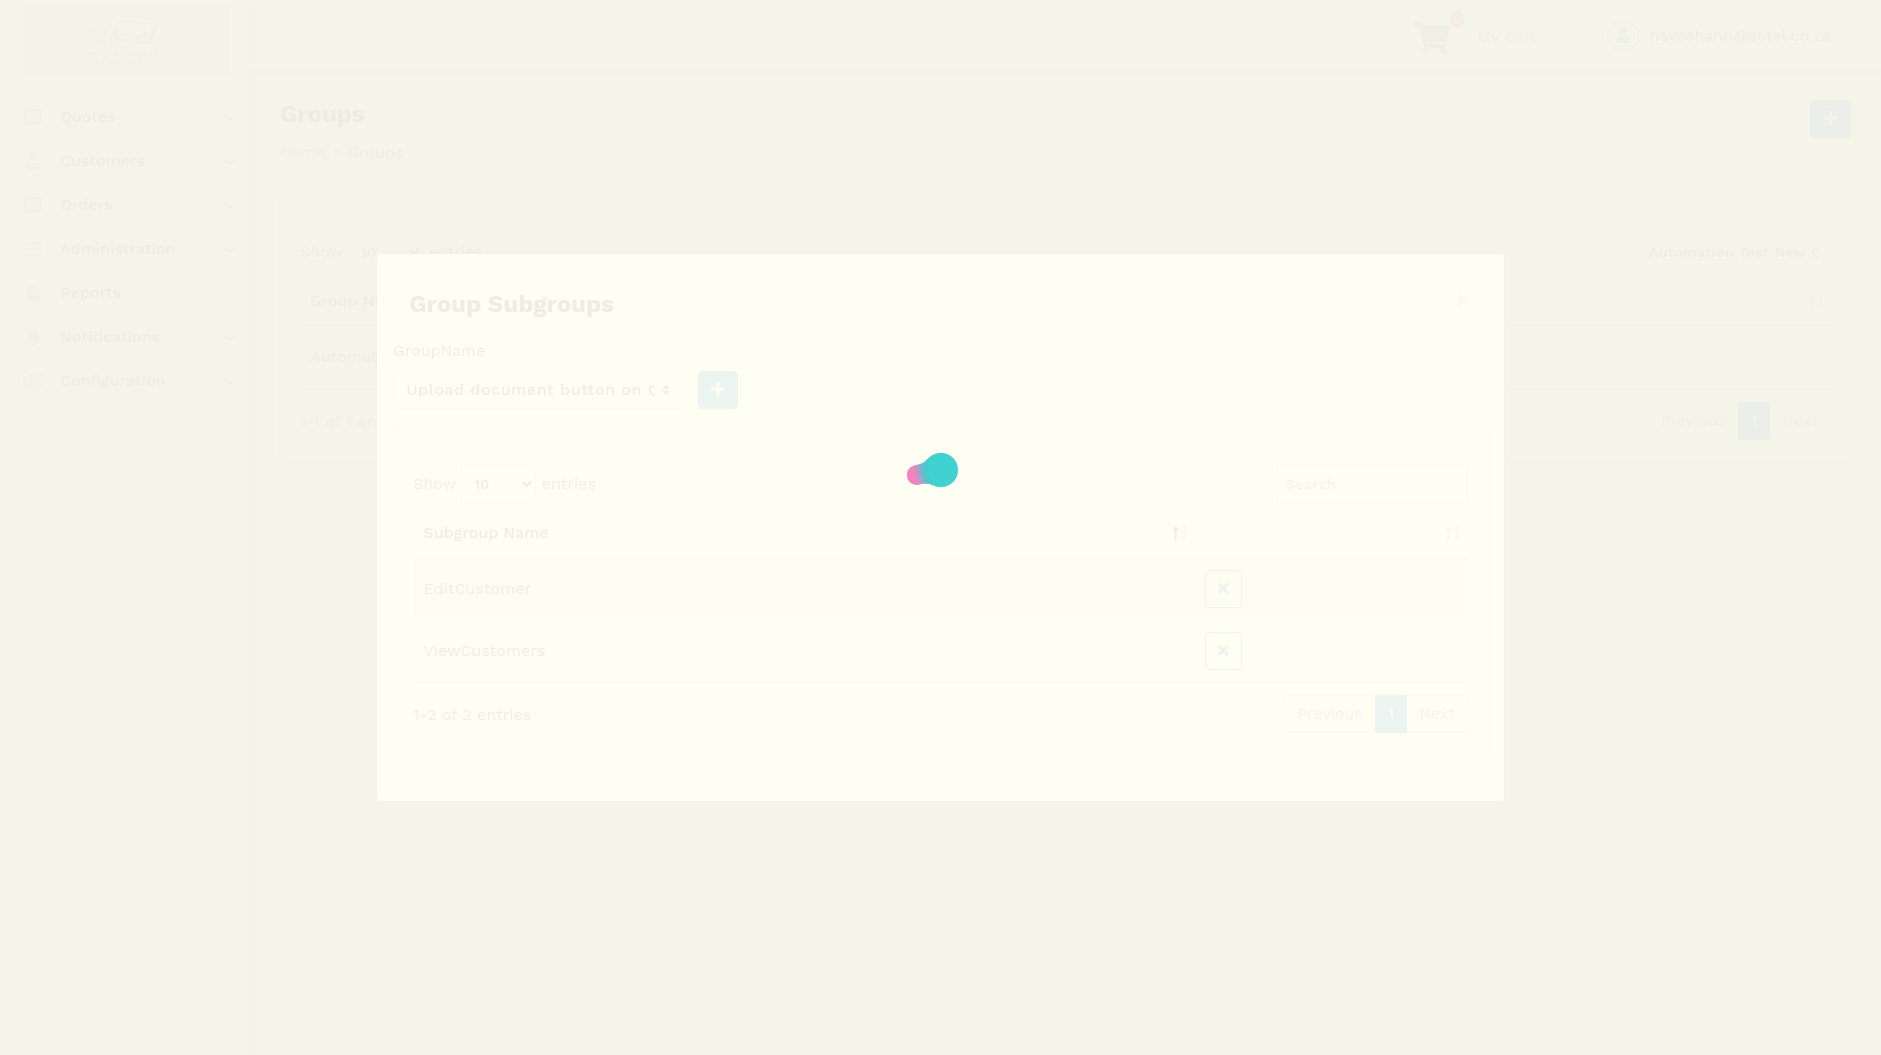 0
My Cart
naveshann@astel.co.za
Quotes
Customers
Orders
Administration
Reports
Notifications
Configuration
Groups
Home › Groups
Show 10 entries
Automation Test New
Group
1-1 of 1
Previous 1 Next
Group Subgroups
GroupName
Upload document button on
Show 10 entries
Search
Subgroup Name
EditCustomer
ViewCustomers
1-2 of 2 entries
Previous 1 Next